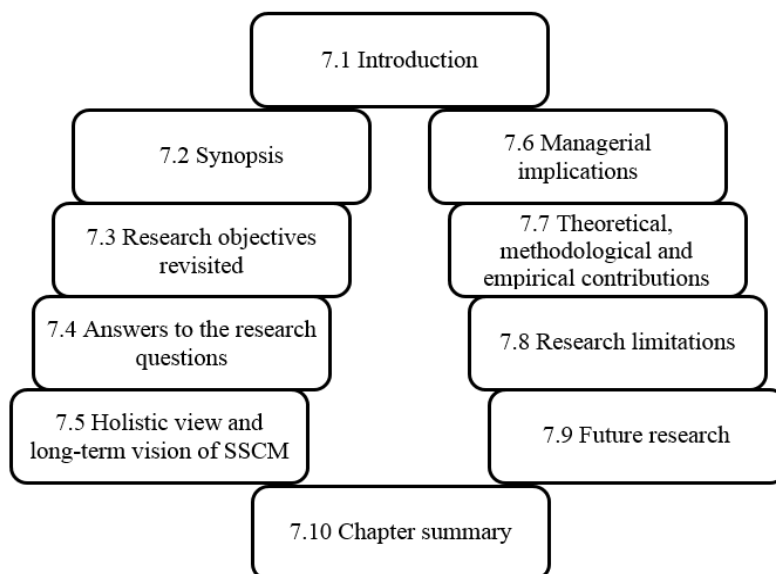 7.1 Introduction
7.2 Synopsis
7.3 Research objectives
revisited
7.4 Answers to the research
questions
7.5 Holistic view and
long-term vision of SSCM
7.6 Managerial
implications
7.7 Theoretical,
methodological and
empirical contributions
7.8 Research limitations
7.9 Future research
7.10 Chapter summary